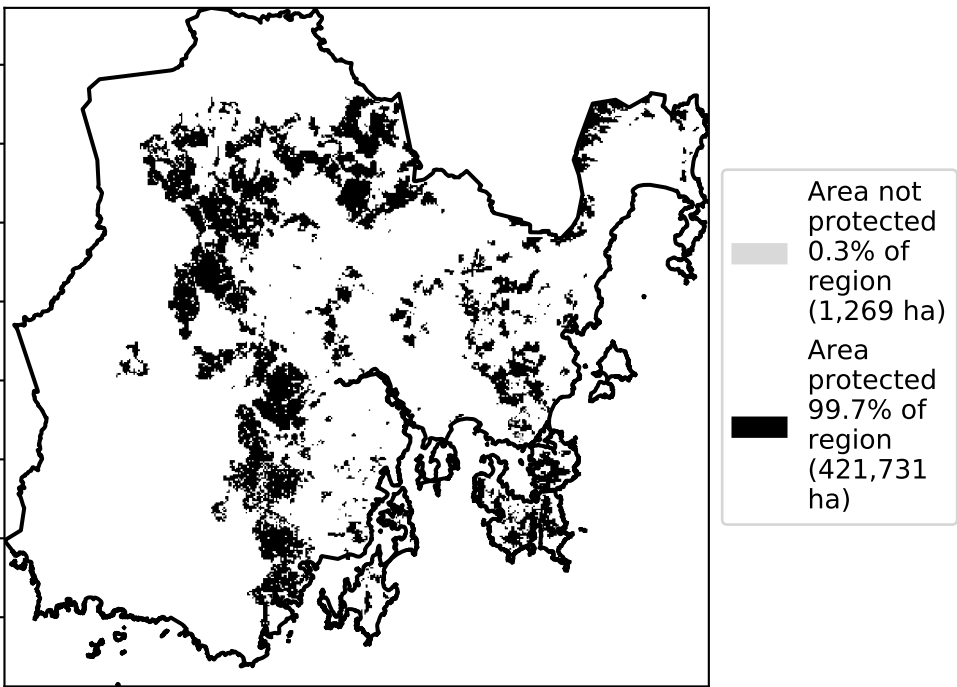 Area not
protected
0.3% of
region
(1,269 ha)
Area
protected
99.7% of
region
(421,731
ha)